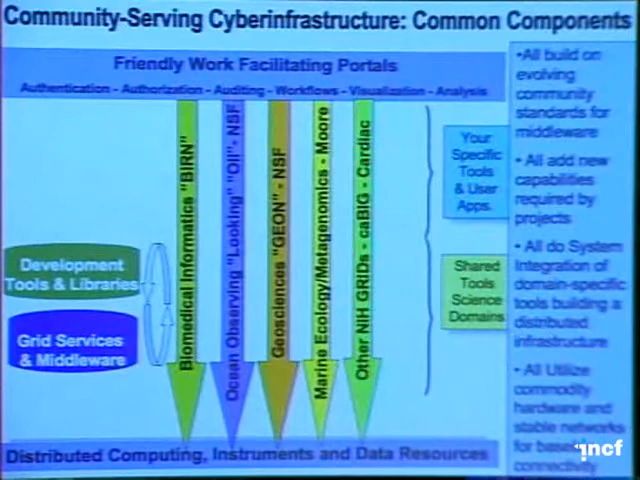 Community-Serving Cyberinfrastructure: Common Components
Friendly Work Facilitating Portals
Authentication - Authorization - Auditing - Workflows - Visualization - Analysis
Biomedical Informatics "BIRN"
Ocean Observing "Looking" "OII"- NSF
Geosciences "GEON" - NSF
Marine Ecology/Metagenomics - Moore
Other NIH GRIDs - caBIG - Cardiac
Your
Specific
Tools
& User
Apps.
Shared
Tools
Science
Domains
Development
Tools & Libraries
Grid Services
& Middleware
Distributed Computing, Instruments and Data Resources
•All build on
evolving
community
standards for
middleware
•All add new
capabilities
required by
projects
•All do System
Integration of
domain-specific
tools building a
distributed
infrastructure
•All Utilize
commodity
hardware and
stable networks
for
connectivity
incf